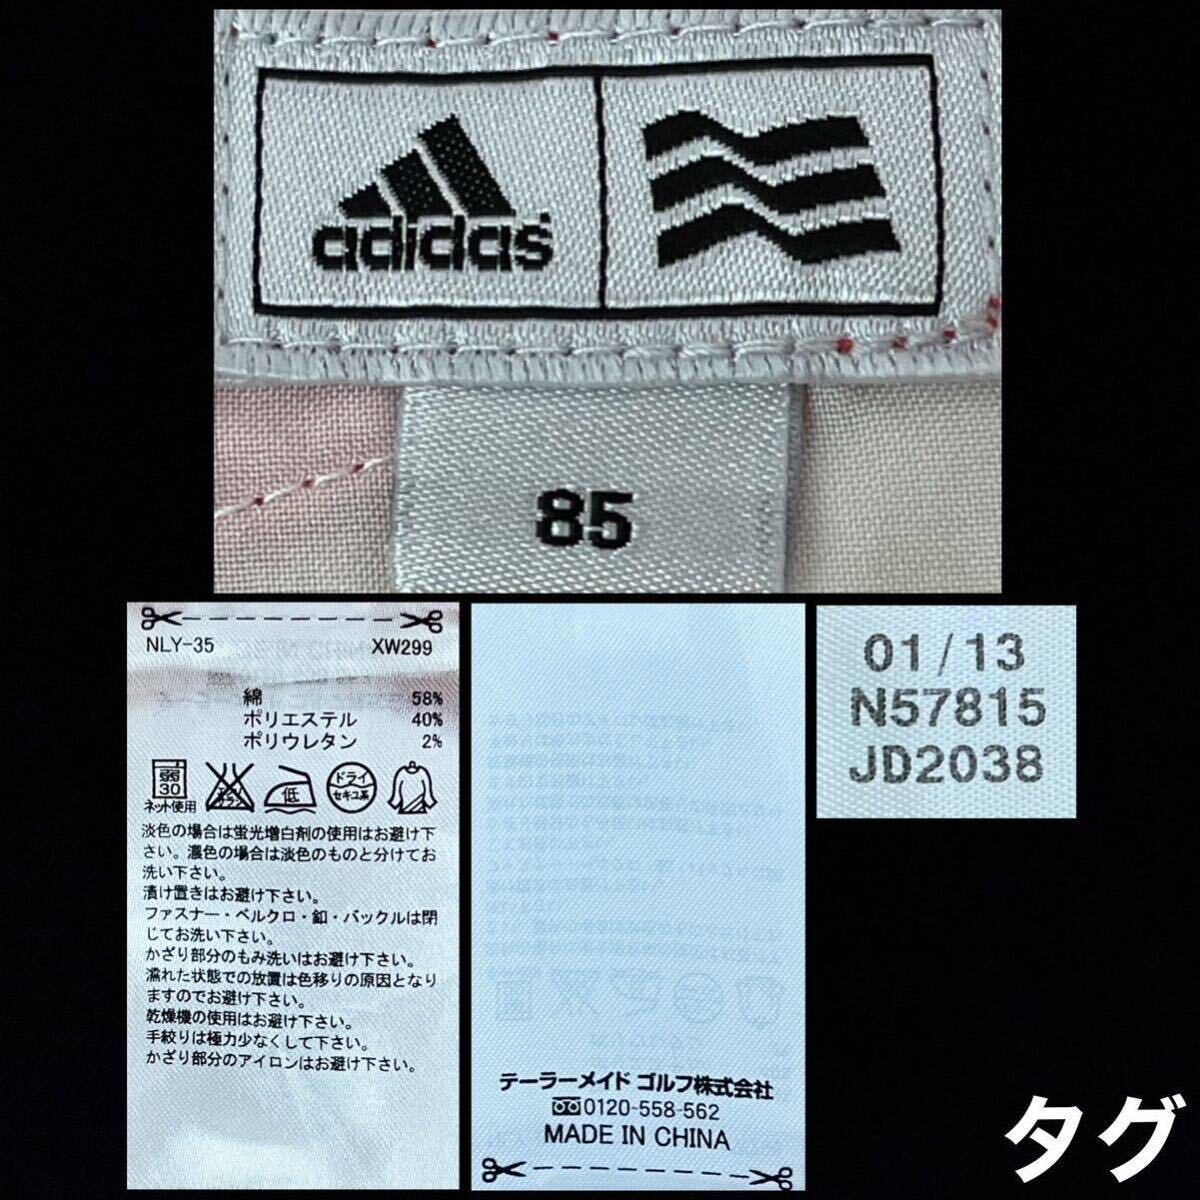 adidas
85
NLY-35 XW299
綿 58%
ポリエステル 40%
ポリウレタン 2%
弱
30
ネット使用
エンソ
サラシ
低
ドライ
セキユ系
淡色の場合は蛍光増白剤の使用はお避け下
さい。濃色の場合は淡色のものと分けてお
洗い下さい。
漬け置きはお避け下さい。
ファスナー・ベルクロ・釦・バックルは閉
じてお洗い下さい。
かざり部分のもみ洗いはお避け下さい。
濡れた状態での放置は色移りの原因となり
ますのでお避け下さい。
乾燥機の使用はお避け下さい。
手絞りは極力少なくして下さい。
かざり部分のアイロンはお避け下さい。
テーラーメイド ゴルフ株式会社
0120-558-562
MADE IN CHINA
01/13
N57815
JD2038
タグ